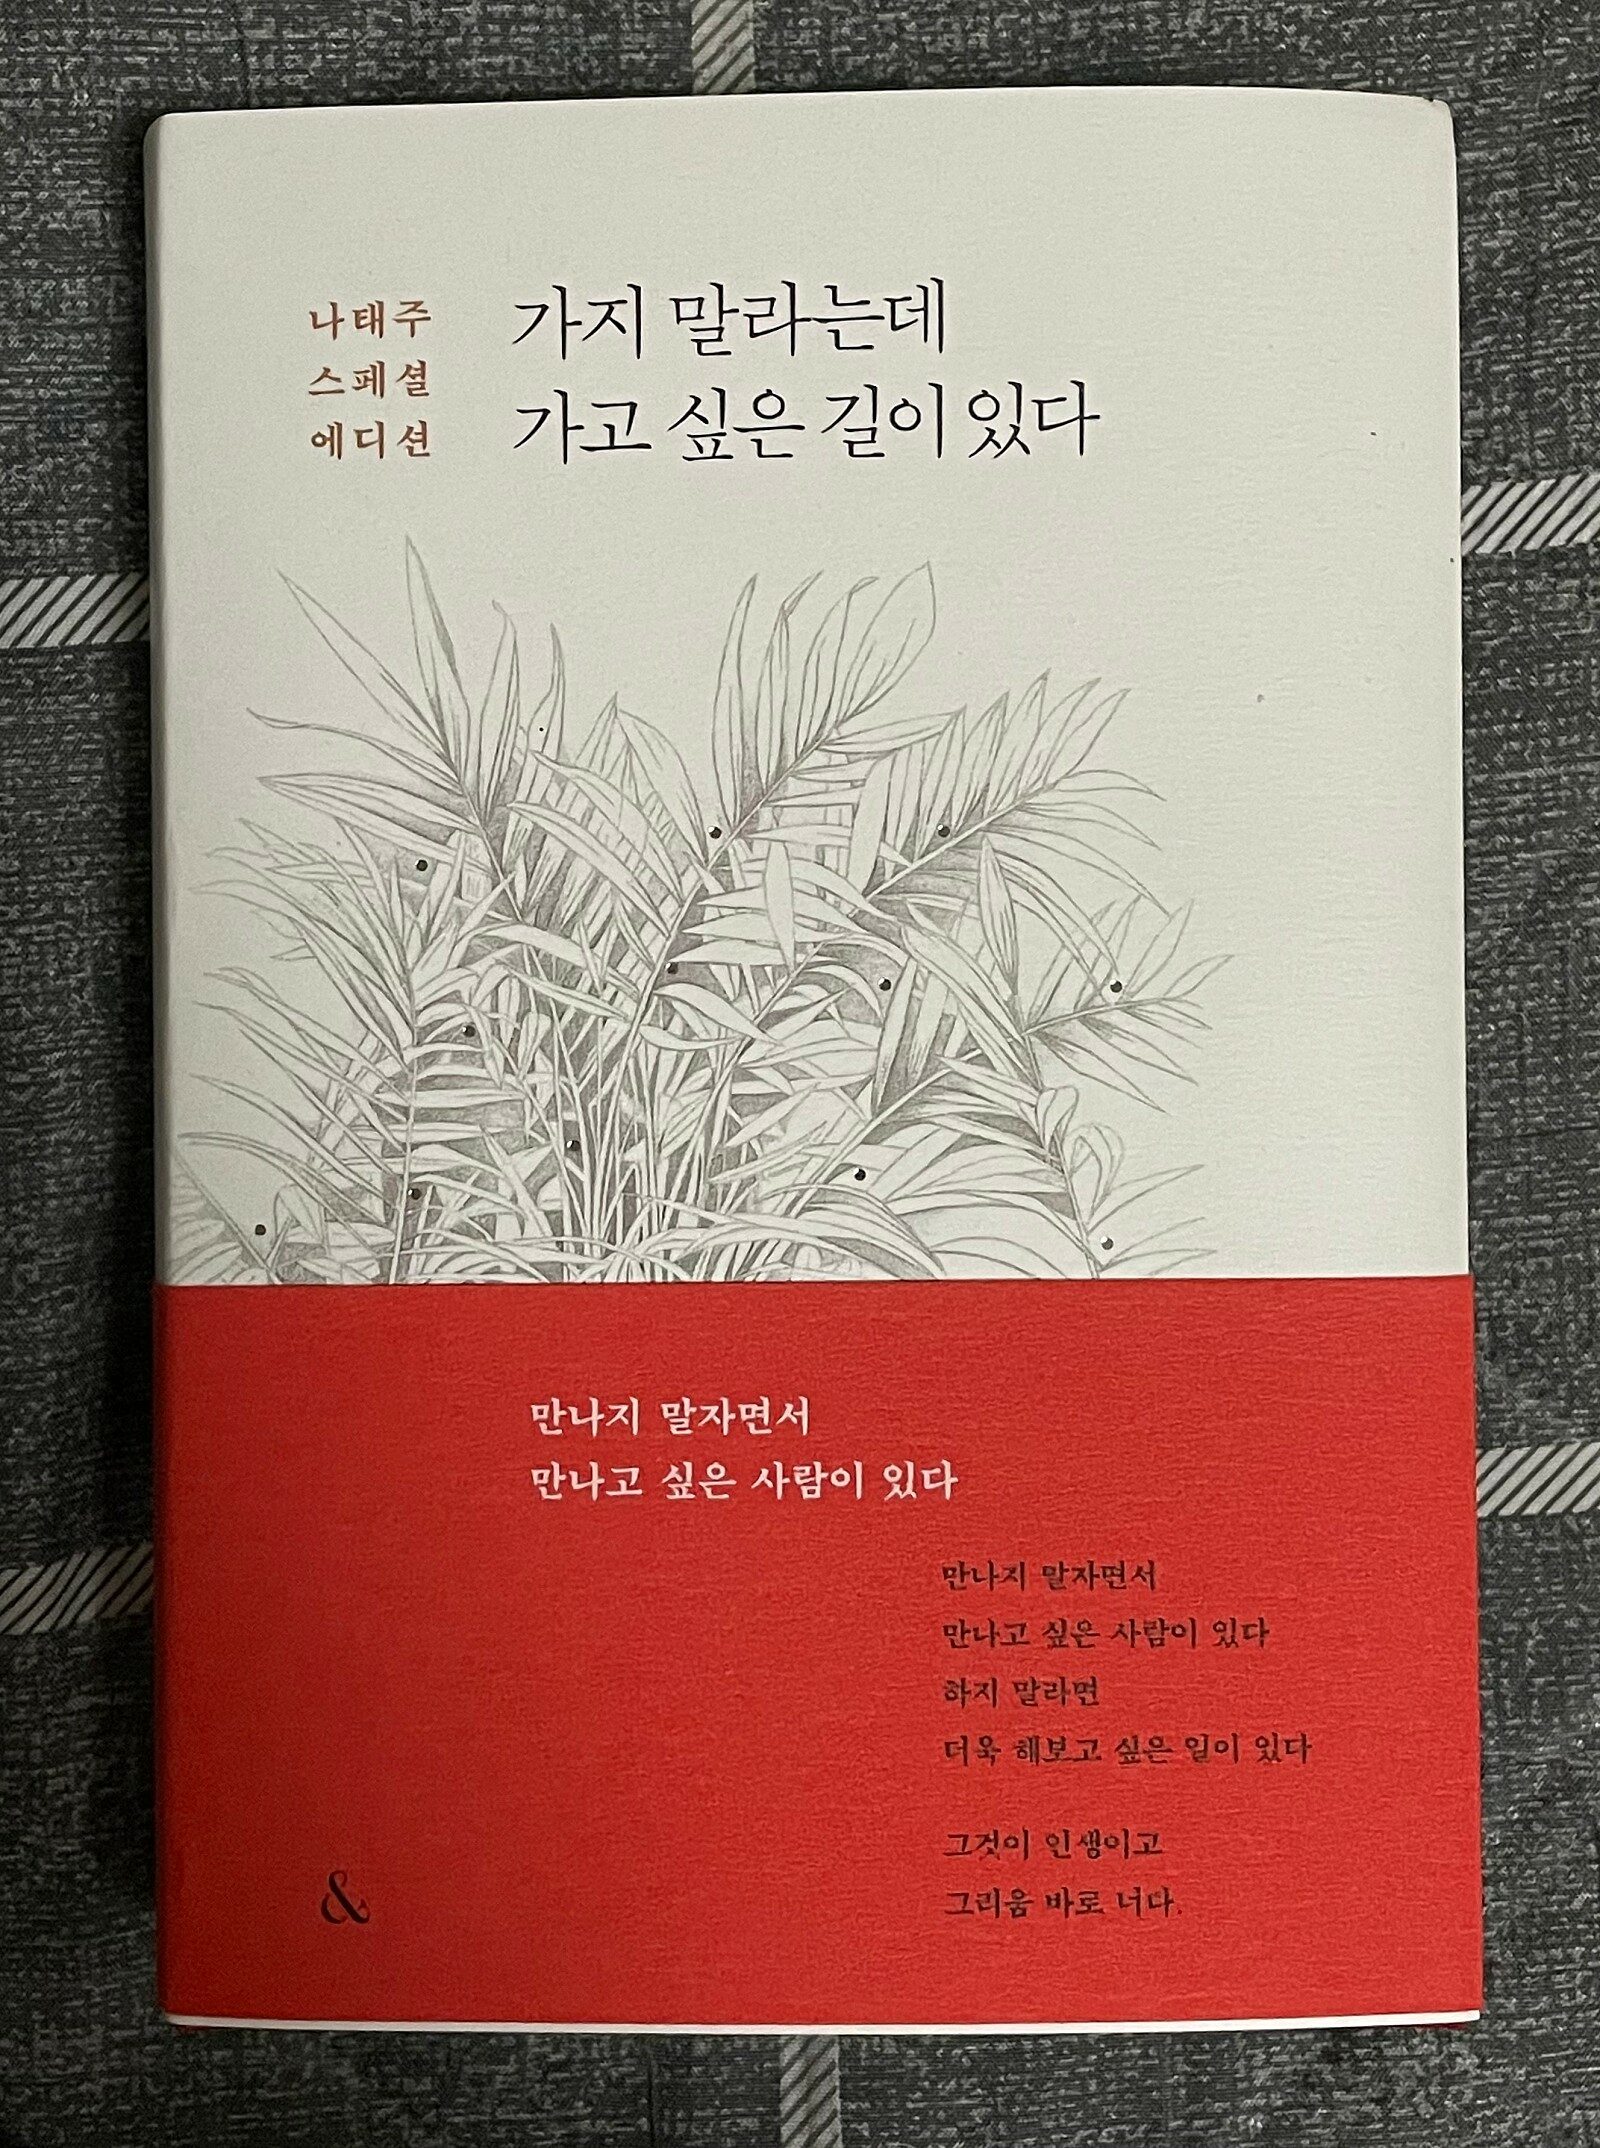 나태주
스페셜
에디션
가지 말라는데
가고 싶은 길이 있다
만나지 말자면서
만나고 싶은 사람이 있다
만나지 말자면서
만나고 싶은 사람이 있다
하지 말라면
더욱 해보고 싶은 일이 있다
그것이 인생이고
그리움 바로 너다.
&